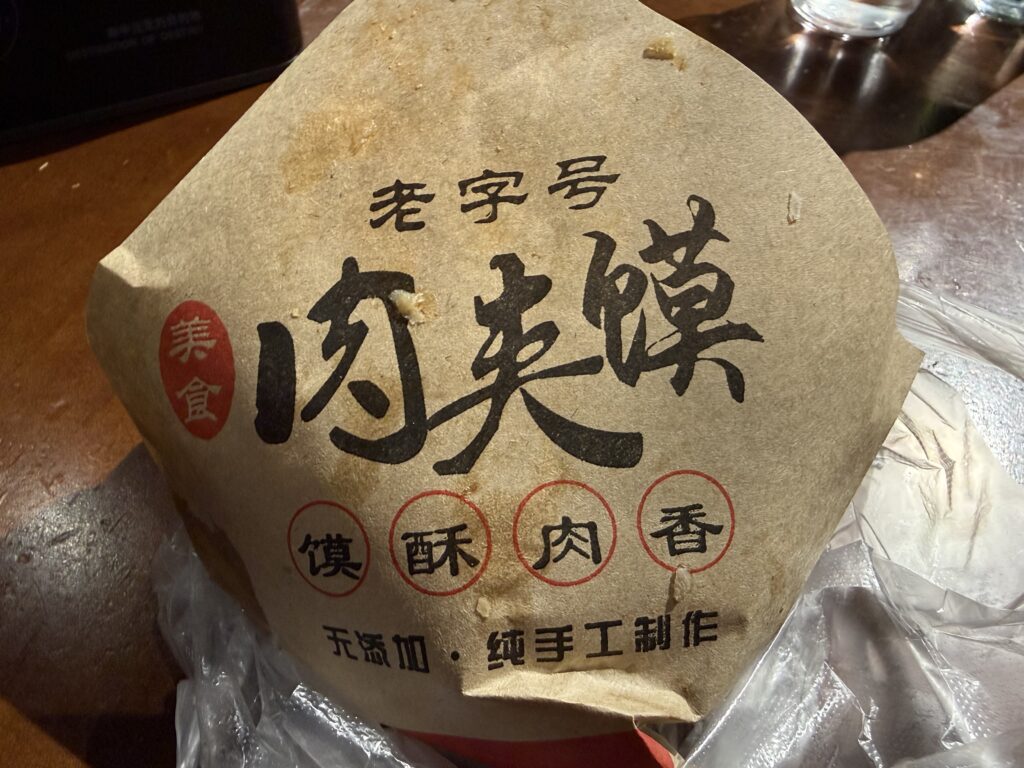 老字号
肉夹馍
美食
馍酥肉香
无添加·纯手工制作